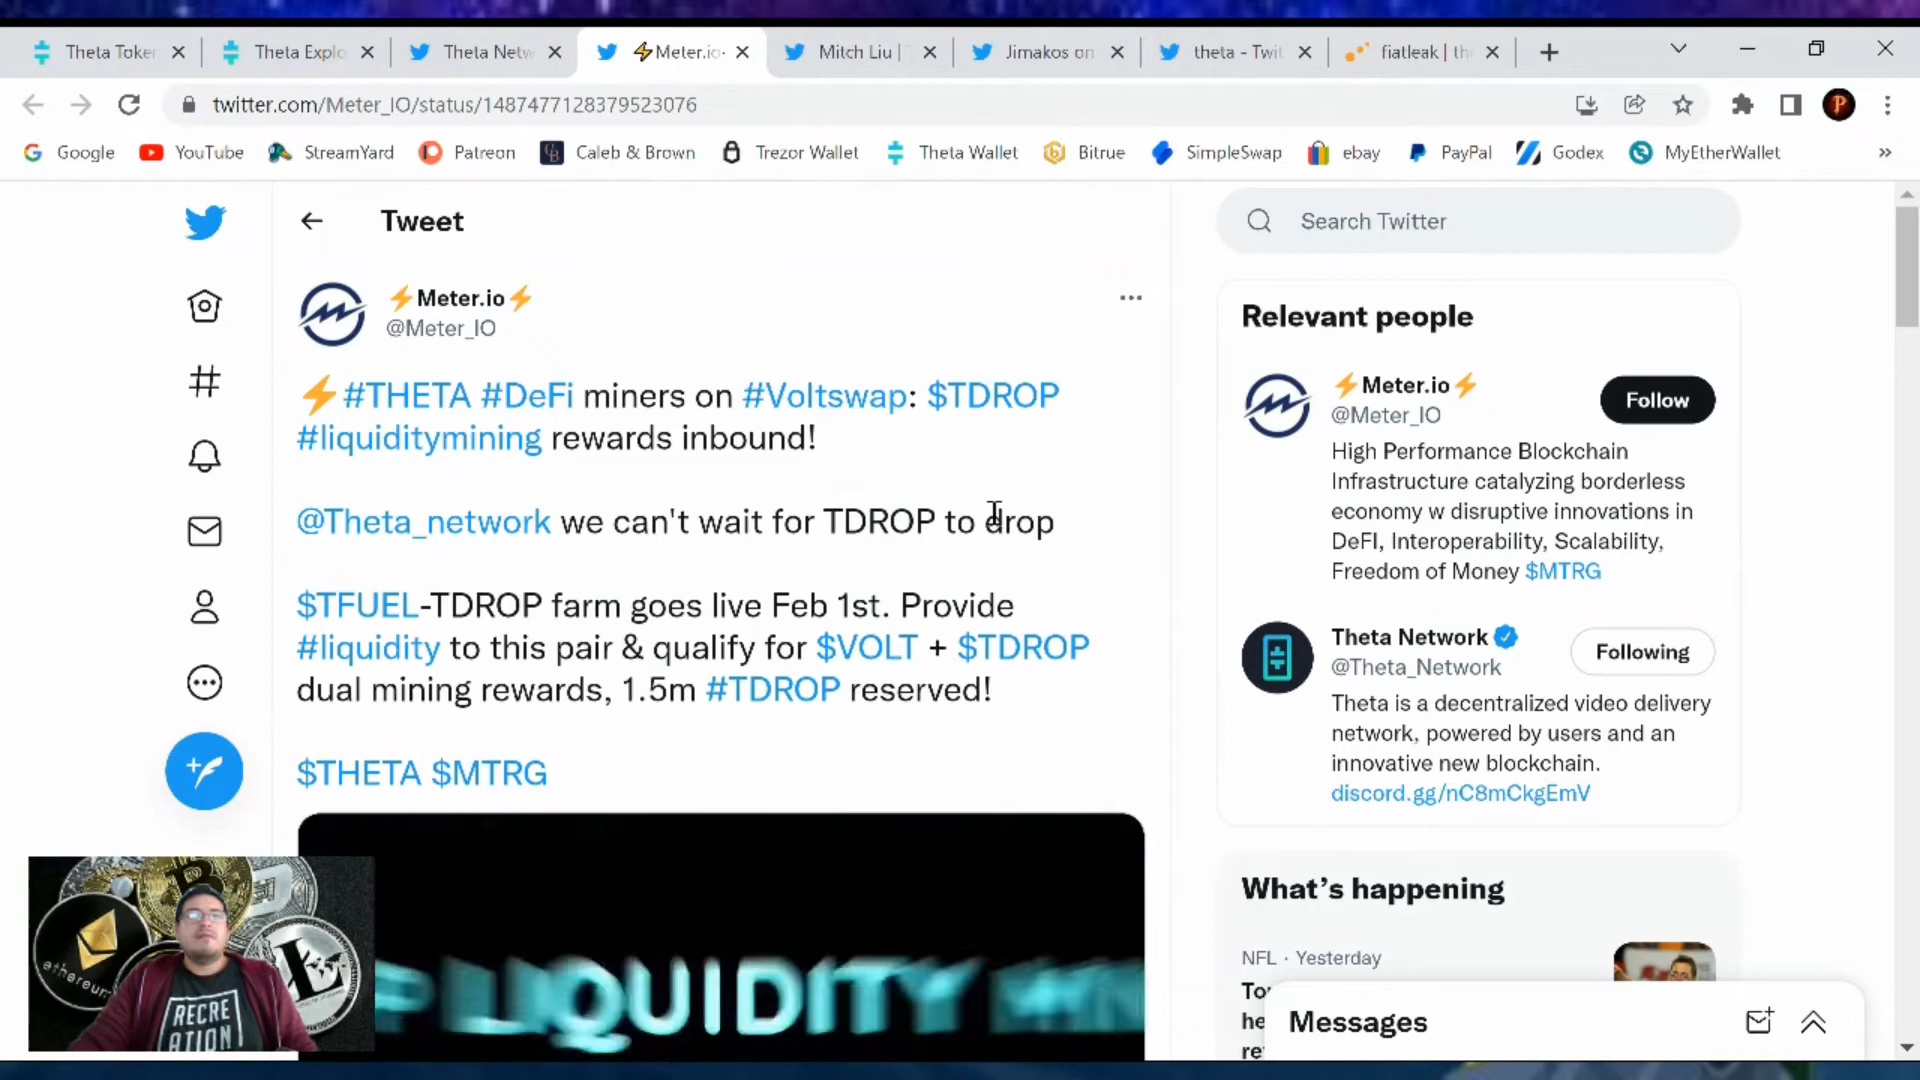 Theta Token
Theta Explo
Theta Netw
⚡Meter.io
Mitch Liu |
Jimakos on
theta - Twit
fiatleak | th
twitter.com/Meter_IO/status/1487477128379523076
Google
YouTube
StreamYard
Patreon
Caleb & Brown
Trezor Wallet
Theta Wallet
Bitrue
SimpleSwap
ebay
PayPal
Godex
MyEtherWallet
Tweet
Search Twitter
⚡Meter.io⚡
@Meter_IO
⚡#THETA #DeFi miners on #Voltswap: $TDROP
#liquiditymining rewards inbound!
@Theta_network we can't wait for TDROP to drop
$TFUEL-TDROP farm goes live Feb 1st. Provide
#liquidity to this pair & qualify for $VOLT + $TDROP
dual mining rewards, 1.5m #TDROP reserved!
$THETA $MTRG
LIQUIDITY
Relevant people
⚡Meter.io⚡
@Meter_IO
Follow
High Performance Blockchain
Infrastructure catalyzing borderless
economy w disruptive innovations in
DeFI, Interoperability, Scalability,
Freedom of Money $MTRG
Theta Network
@Theta_Network
Following
Theta is a decentralized video delivery
network, powered by users and an
innovative new blockchain.
discord.gg/nC8mCkgEmV
What's happening
NFL · Yesterday
To
he
re
Messages
ethereum
RECRE
ATION